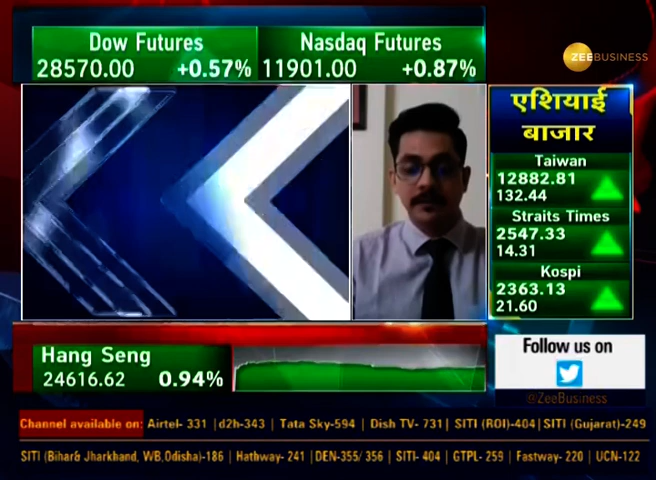 Dow Futures
28570.00 +0.57%
Nasdaq Futures
11901.00 +0.87%
ZEE BUSINESS
एशियाई
बाजार
Taiwan
12882.81
132.44
Straits Times
2547.33
14.31
Kospi
2363.13
21.60
Hang Seng
24616.62 0.94%
Follow us on
@ZeeBusiness
Channel available on: Airtel- 331 | d2h-343 | Tata Sky-594 | Dish TV- 731 | SITI (ROI)-404 | SITI (Gujarat)-249
SITI (Bihar& Jharkhand, WB,Odisha)-186 | Hathway- 241 | DEN-355/ 356 | SITI- 404 | GTPL- 259 | Fastway- 220 | UCN-122